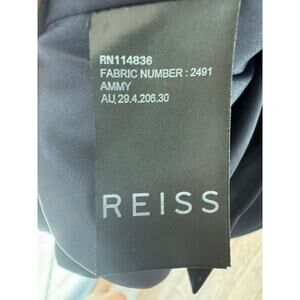 RN114836
FABRIC NUMBER : 2491
AMMY
AU.29.4.206.30
REISS